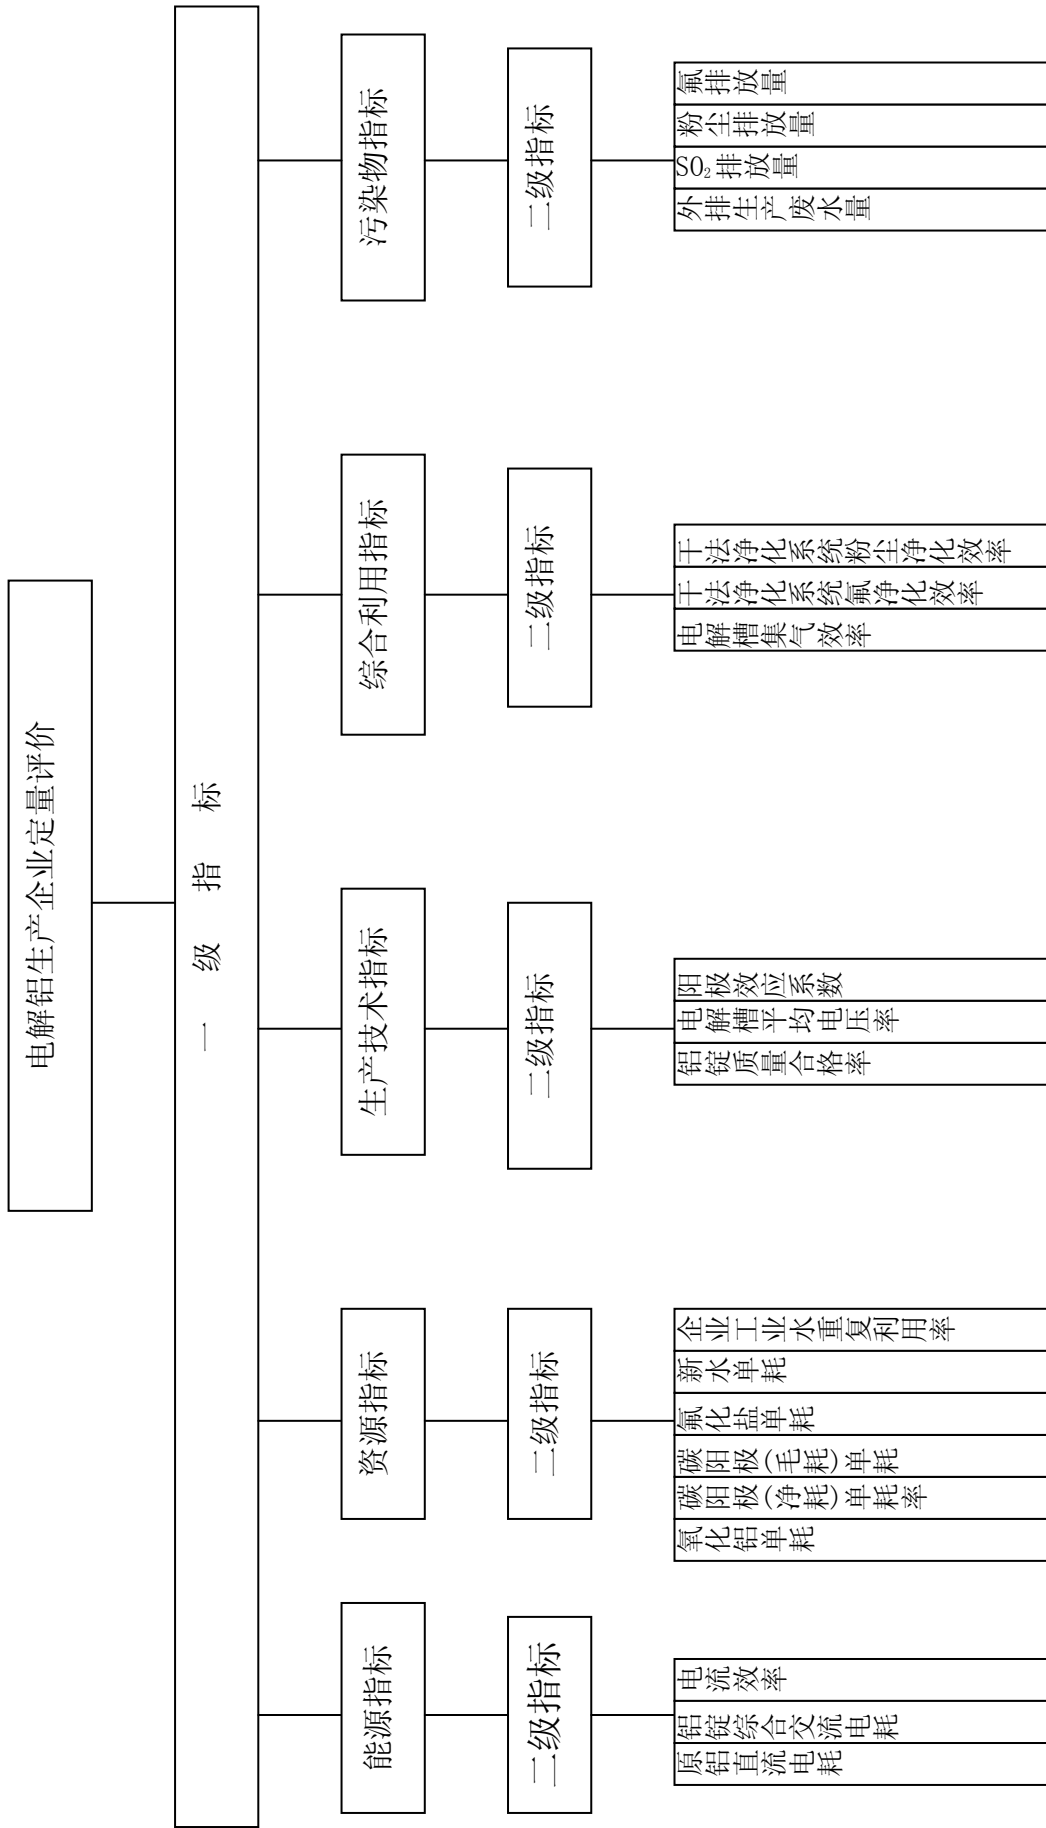 电解铝生产企业定量评价
一级指标
能源指标
资源指标
生产技术指标
综合利用指标
污染物指标
二级指标
二级指标
二级指标
二级指标
二级指标
原铝直流电耗
铝锭综合交流电耗
电流效率
氧化铝单耗
碳阳极(净耗)单耗率
碳阳极(毛耗)单耗
氟化盐单耗
新水单耗
企业工业水重复利用率
铝锭质量合格率
电解槽平均电压率
阳极效应系数
电解槽集气效率
干法净化系统氟净化效率
干法净化系统粉尘净化效率
外排生产废水量
SO₂排放量
粉尘排放量
氟排放量